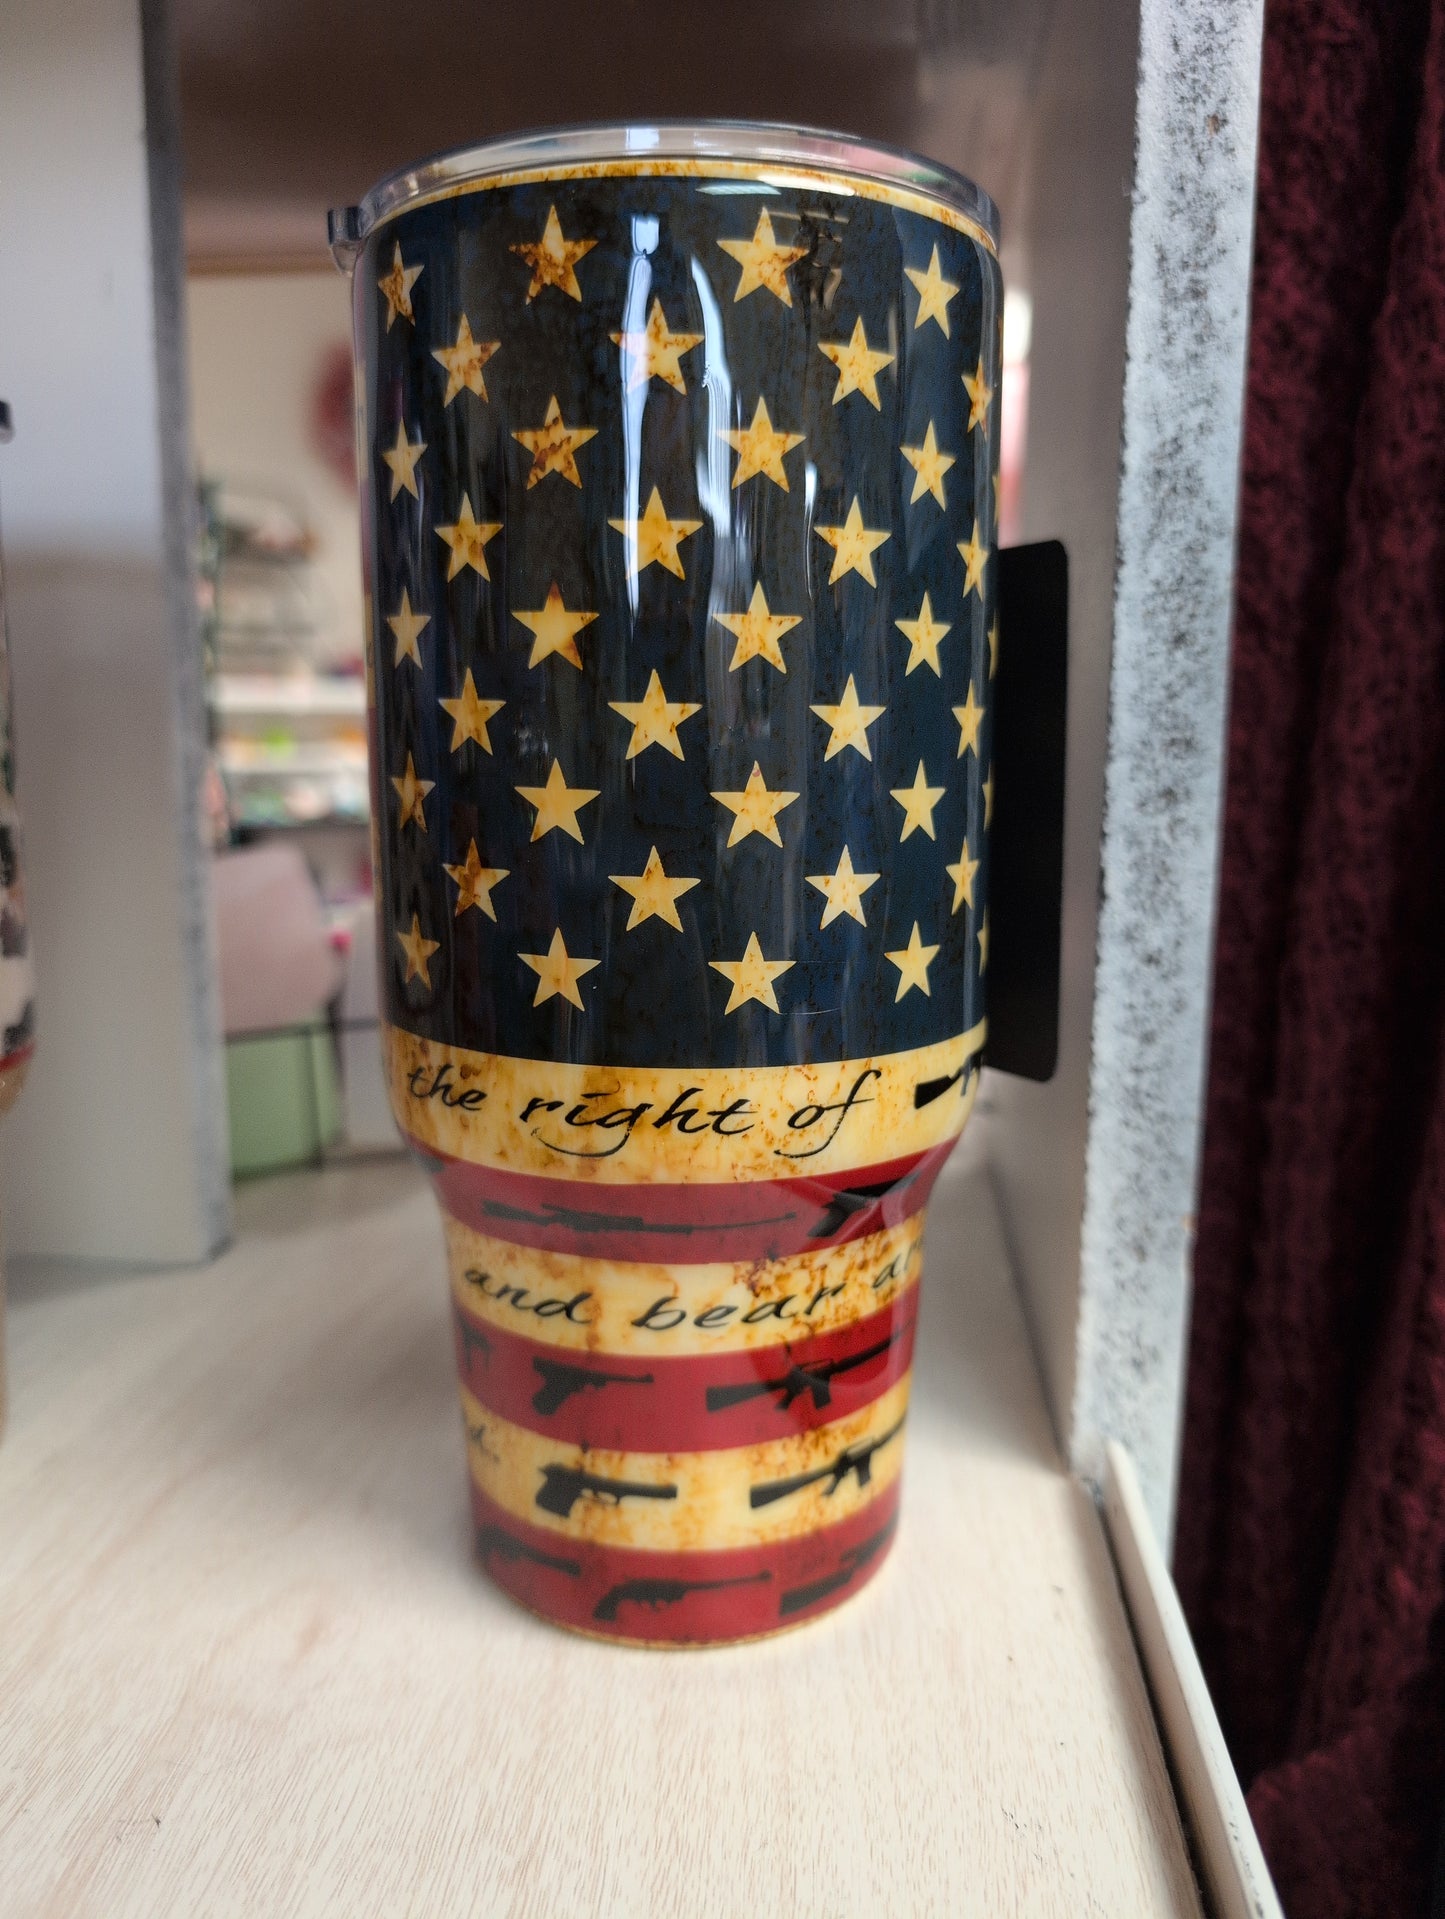 the right of
and bear